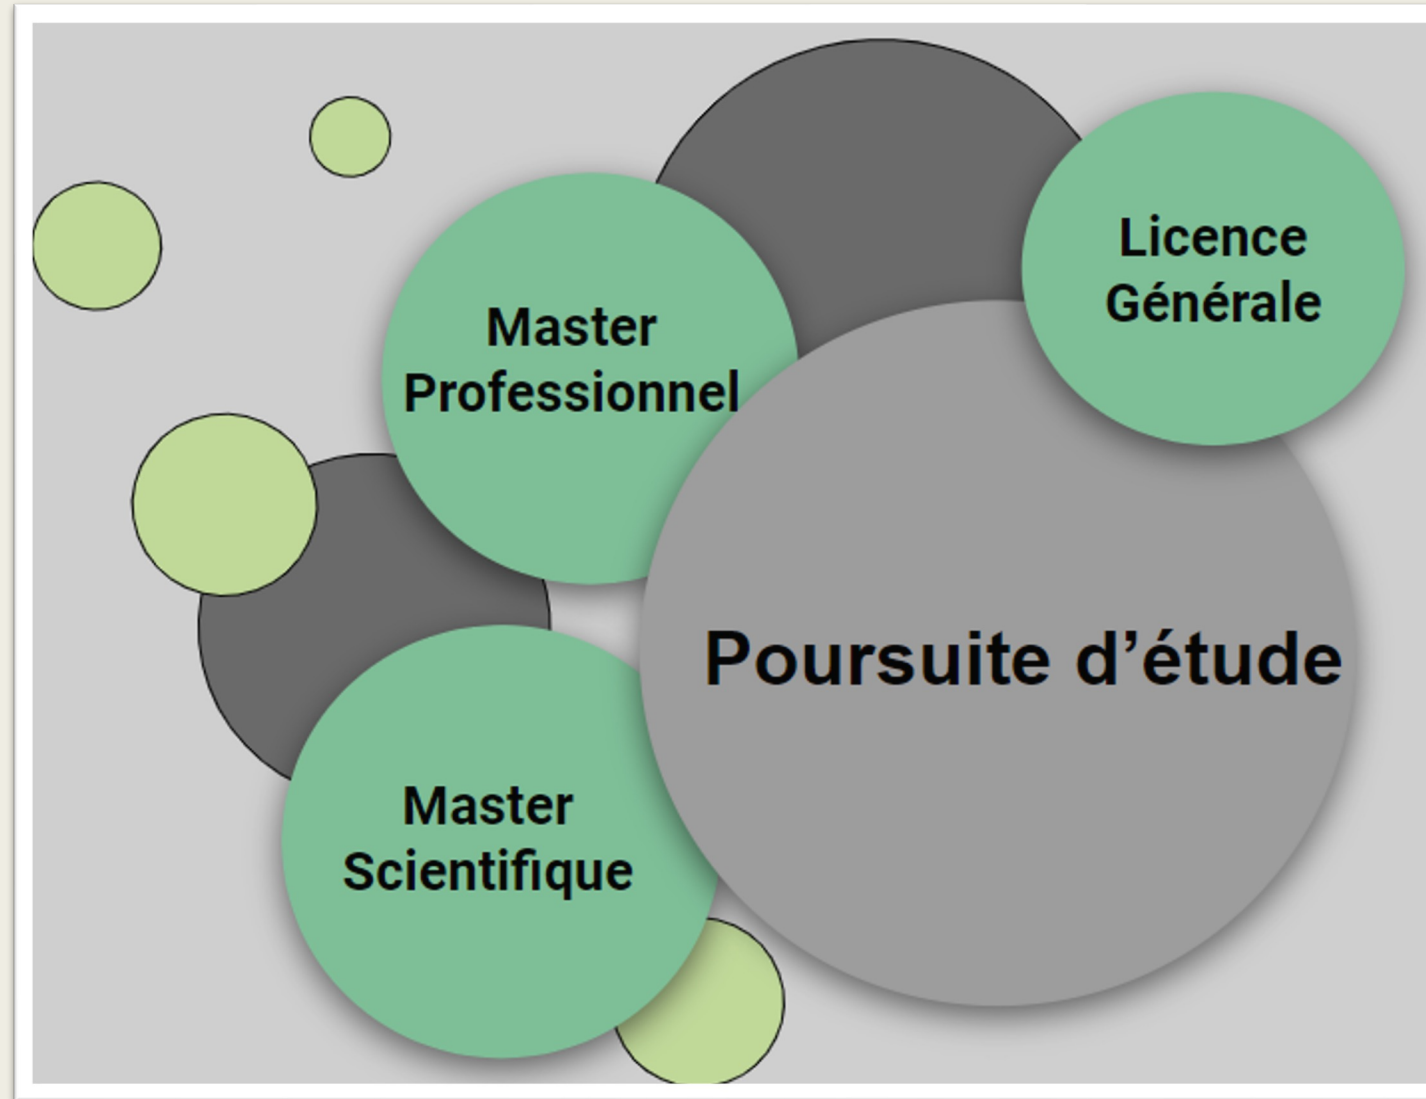 Licence
Générale
Master
Professionnel
Poursuite d’étude
Master
Scientifique